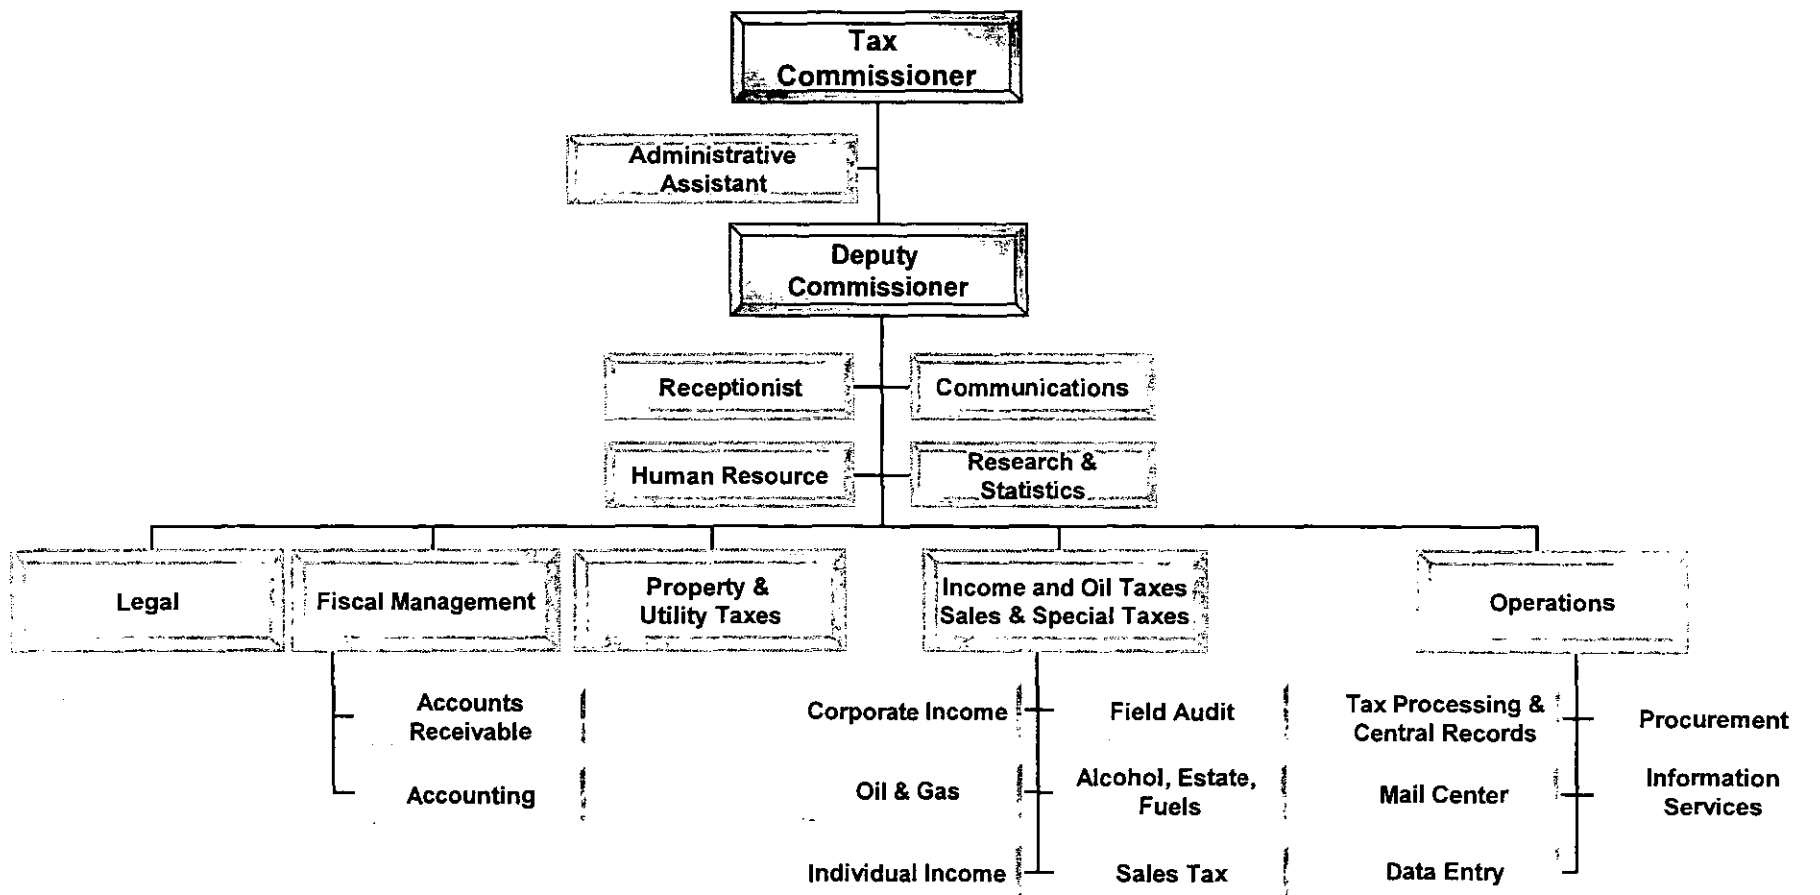 Tax
Commissioner
Administrative
Assistant
Deputy
Commissioner
Receptionist
Communications
Human Resource
Research &
Statistics
Legal
Fiscal Management
Property &
Utility Taxes
Income and Oil Taxes
Sales & Special Taxes
Operations
Accounts
Receivable
Accounting
Corporate Income
Field Audit
Oil & Gas
Alcohol, Estate,
Fuels
Individual Income
Sales Tax
Tax Processing &
Central Records
Procurement
Mail Center
Information
Services
Data Entry